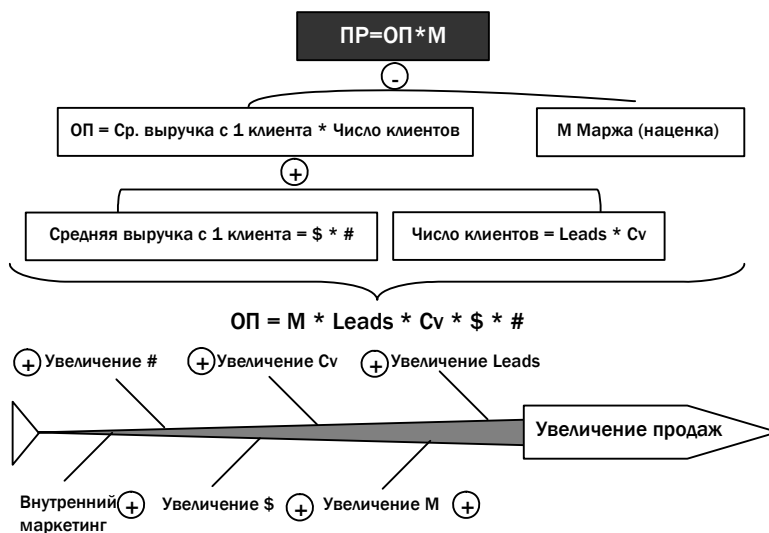 ПР=ОП*М
-
ОП = Ср. выручка с 1 клиента * Число клиентов
М Маржа (наценка)
+
Средняя выручка с 1 клиента = $ * #
Число клиентов = Leads * Cv
ОП = М * Leads * Cv * $ * #
+ Увеличение #
+ Увеличение Cv
+ Увеличение Leads
Увеличение продаж
Внутренний +
маркетинг
Увеличение $ +
Увеличение М +